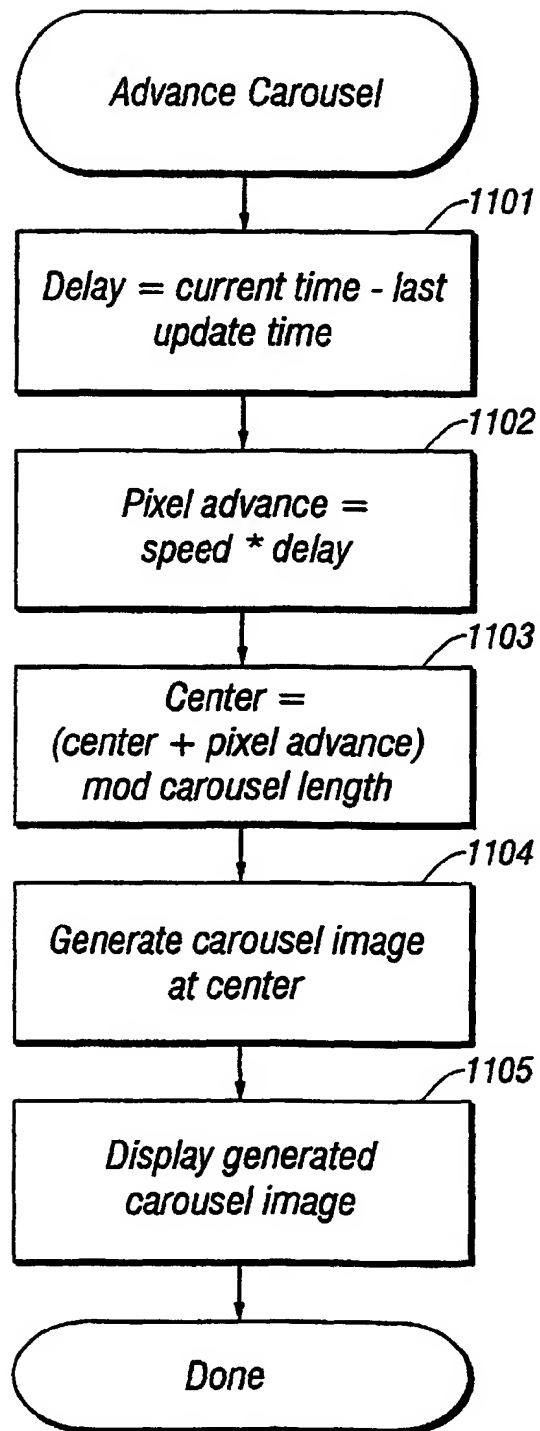 Advance Carousel
1101
Delay = current time - last
update time
1102
Pixel advance =
speed * delay
1103
Center =
(center + pixel advance)
mod carousel length
1104
Generate carousel image
at center
1105
Display generated
carousel image
Done